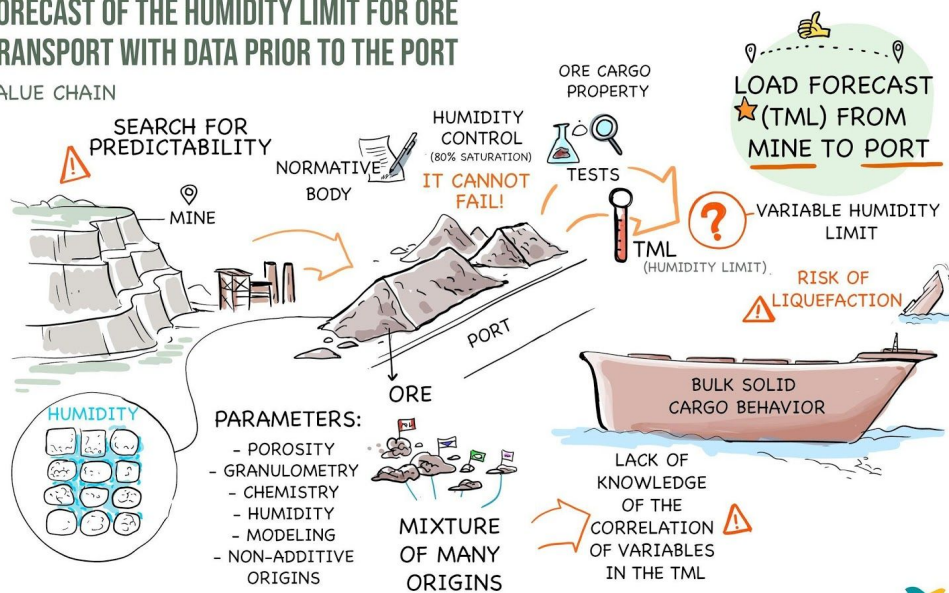 ORECAST OF THE HUMIDITY LIMIT FOR ORE
RANSPORT WITH DATA PRIOR TO THE PORT
ALUE CHAIN
SEARCH FOR
PREDICTABILITY
MINE
NORMATIVE
BODY
HUMIDITY
CONTROL
(80% SATURATION)
IT CANNOT
FAIL!
ORE CARGO
PROPERTY
TESTS
TML
(HUMIDITY LIMIT)
LOAD FORECAST
(TML) FROM
MINE TO PORT
?
VARIABLE HUMIDITY
LIMIT
RISK OF
LIQUEFACTION
PORT
ORE
BULK SOLID
CARGO BEHAVIOR
HUMIDITY
PARAMETERS:
- POROSITY
- GRANULOMETRY
- CHEMISTRY
- HUMIDITY
- MODELING
- NON-ADDITIVE
ORIGINS
MIXTURE
OF MANY
ORIGINS
LACK OF
KNOWLEDGE
OF THE
CORRELATION
OF VARIABLES
IN THE TML